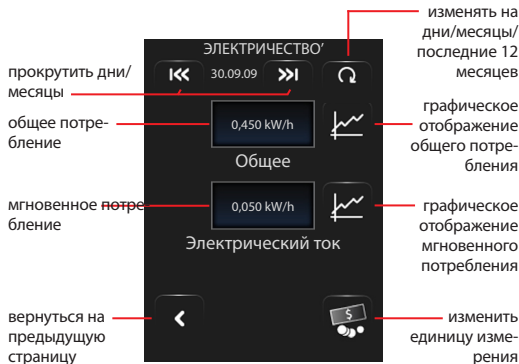 изменять на
дни/месяцы/
последние 12
месяцев
ЭЛЕКТРИЧЕСТВО’
30.09.09
прокрутить дни/
месяцы
общее потре-
бление
0,450 kW/h
Общее
графическое
отображение
общего потре-
бления
мгновенное потре
бление
0,050 kW/h
Электрический ток
графическое
отображение
мгновенного
потребления
вернуться на
предыдущую
страницу
$
изменить
единицу изме-
рения